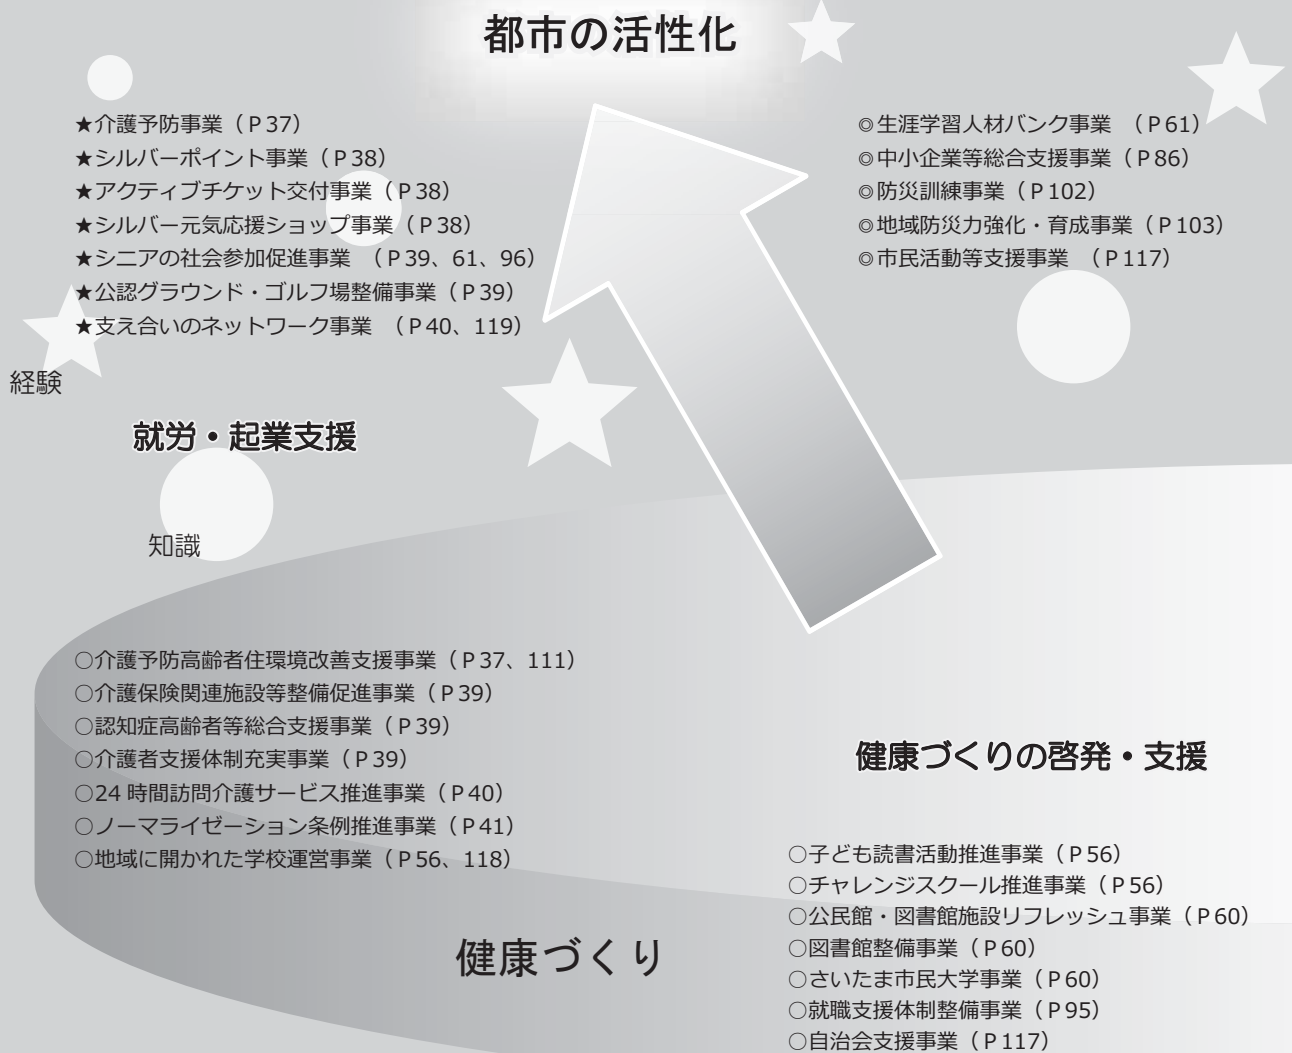 都市の活性化
★介護予防事業（P37）
★シルバーポイント事業（P38）
★アクティブチケット交付事業（P38）
★シルバー元気応援ショップ事業（P38）
★シニアの社会参加促進事業　（P39、61、96）
★公認グラウンド・ゴルフ場整備事業（P39）
★支え合いのネットワーク事業　（P40、119）
◎生涯学習人材バンク事業　（P61）
◎中小企業等総合支援事業（P86）
◎防災訓練事業（P102）
◎地域防災力強化・育成事業（P103）
◎市民活動等支援事業　（P117）
経験
就労・起業支援
知識
○介護予防高齢者住環境改善支援事業（P37、111）
○介護保険関連施設等整備促進事業（P39）
○認知症高齢者等総合支援事業（P39）
○介護者支援体制充実事業（P39）
○24時間訪問介護サービス推進事業（P40）
○ノーマライゼーション条例推進事業（P41）
○地域に開かれた学校運営事業（P56、118）
健康づくりの啓発・支援
○子ども読書活動推進事業（P56）
○チャレンジスクール推進事業（P56）
○公民館・図書館施設リフレッシュ事業（P60）
○図書館整備事業（P60）
○さいたま市民大学事業（P60）
○就職支援体制整備事業（P95）
○自治会支援事業（P117）
健康づくり